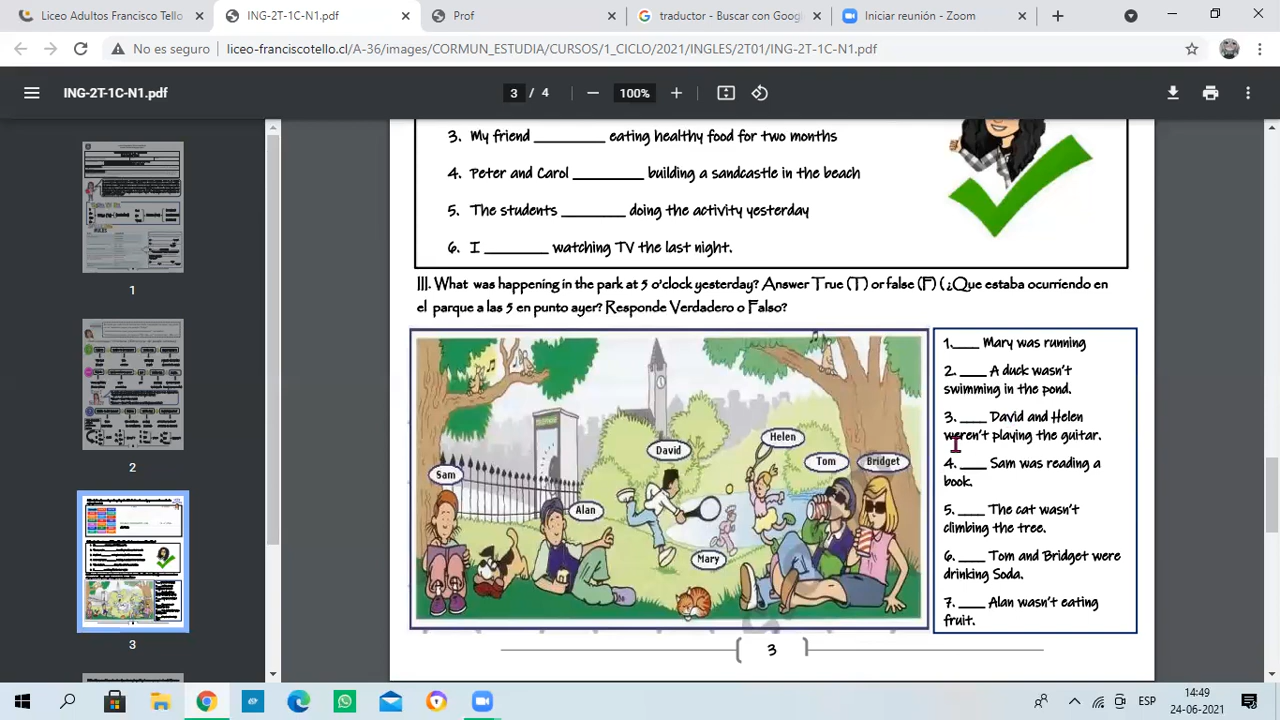 Liceo Adultos Francisco Tello
ING-2T-1C-N1.pdf
Prof
traductor - Buscar con Goog
Iniciar reunión - Zoom
No es seguro
liceo-franciscotello.cl/A-36/images/CORMUN_ESTUDIA/CURSOS/1_CICLO/2021/INGLES/2T01/ING-2T-1C-N1.pdf
ING-2T-1C-N1.pdf
3 / 4
100%
1
2
3
3. My friend __________ eating healthy food for two months
4. Peter and Carol __________ building a sandcastle in the beach
5. The students _________ doing the activity yesterday
6. I _________ watching TV the last night.
III. What was happening in the park at 5 o'clock yesterday? Answer True (T) or false (F) (¿Que estaba ocurriendo en
el parque a las 5 en punto ayer? Responde Verdadero o Falso?
Sam
Alan
David
Mary
Helen
Tom
Bridget
1.____ Mary was running
2. ____ A duck wasn't
swimming in the pond.
3. ____ David and Helen
weren't playing the guitar.
4. ____ Sam was reading a
book.
5. ____ The cat wasn't
climbing the tree.
6. ____ Tom and Bridget were
drinking Soda.
7. ____ Alan wasn't eating
fruit.
3
ESP
14:49
24-06-2021